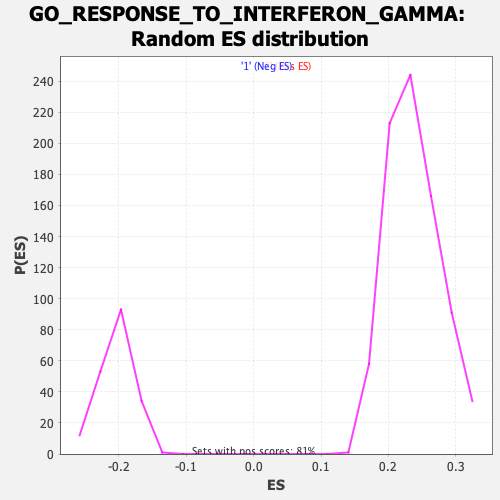 GO_RESPONSE_TO_INTERFERON_GAMMA:
Random ES distribution
'1' (Neg ES) s ES)
P(ES)
240
220
200
180
160
140
120
100
80
60
40
20
0
Sets with pos scores: 81%
-0.2 -0.1 0.0 0.1 0.2 0.3
ES